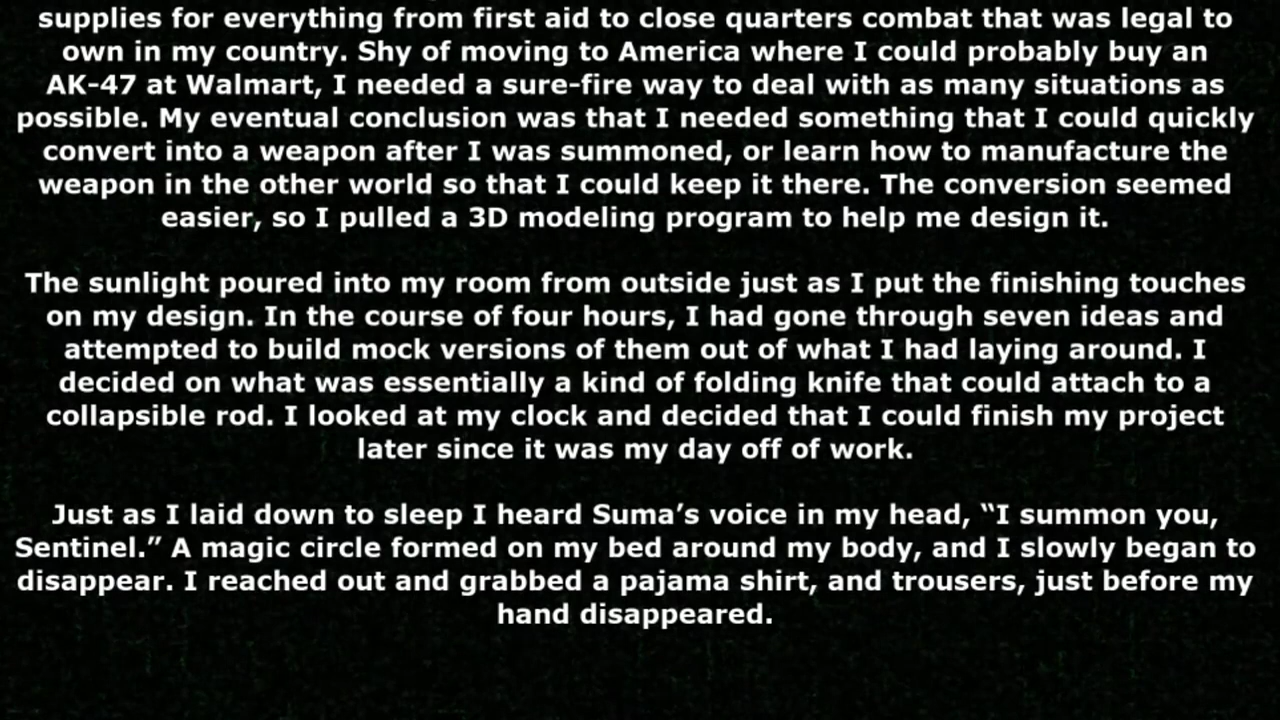 supplies for everything from first aid to close quarters combat that was legal to
own in my country. Shy of moving to America where I could probably buy an
AK-47 at Walmart, I needed a sure-fire way to deal with as many situations as
possible. My eventual conclusion was that I needed something that I could quickly
convert into a weapon after I was summoned, or learn how to manufacture the
weapon in the other world so that I could keep it there. The conversion seemed
easier, so I pulled a 3D modeling program to help me design it.
The sunlight poured into my room from outside just as I put the finishing touches
on my design. In the course of four hours, I had gone through seven ideas and
attempted to build mock versions of them out of what I had laying around. I
decided on what was essentially a kind of folding knife that could attach to a
collapsible rod. I looked at my clock and decided that I could finish my project
later since it was my day off of work.
Just as I laid down to sleep I heard Suma’s voice in my head, “I summon you,
Sentinel.” A magic circle formed on my bed around my body, and I slowly began to
disappear. I reached out and grabbed a pajama shirt, and trousers, just before my
hand disappeared.